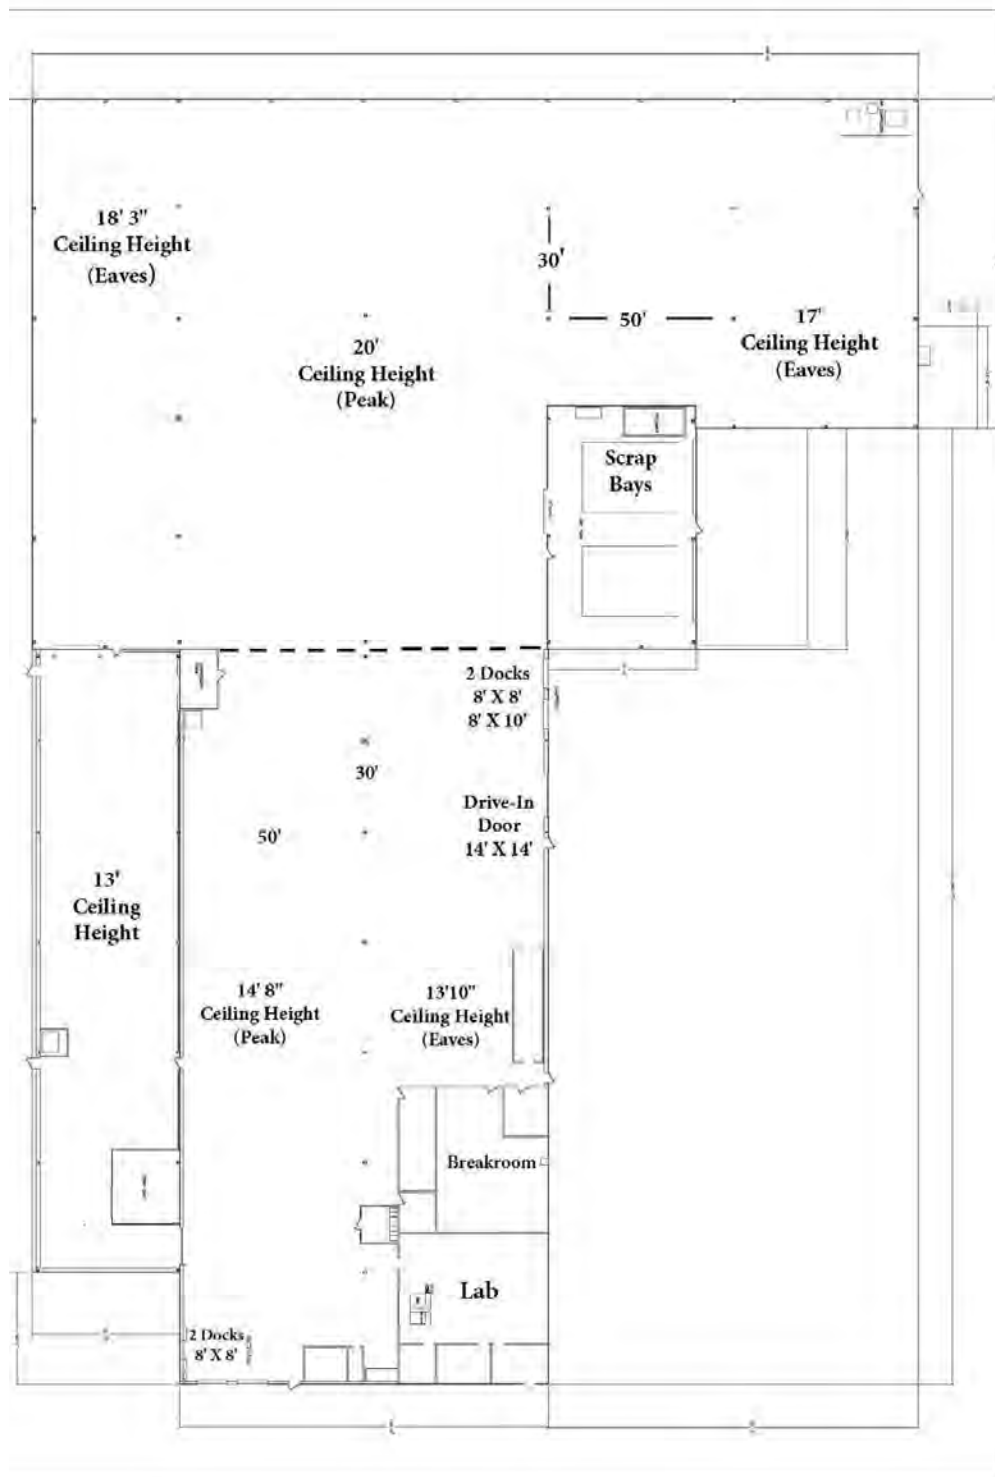 18' 3"
Ceiling Height
(Eaves)
30'
50'
17'
Ceiling Height
(Eaves)
20'
Ceiling Height
(Peak)
Scrap
Bays
2 Docks
8' X 8'
8' X 10'
30'
Drive-In
Door
14' X 14'
50'
13'
Ceiling
Height
14' 8"
Ceiling Height
(Peak)
13'10"
Ceiling Height
(Eaves)
Breakroom
Lab
2 Docks
8' X 8'